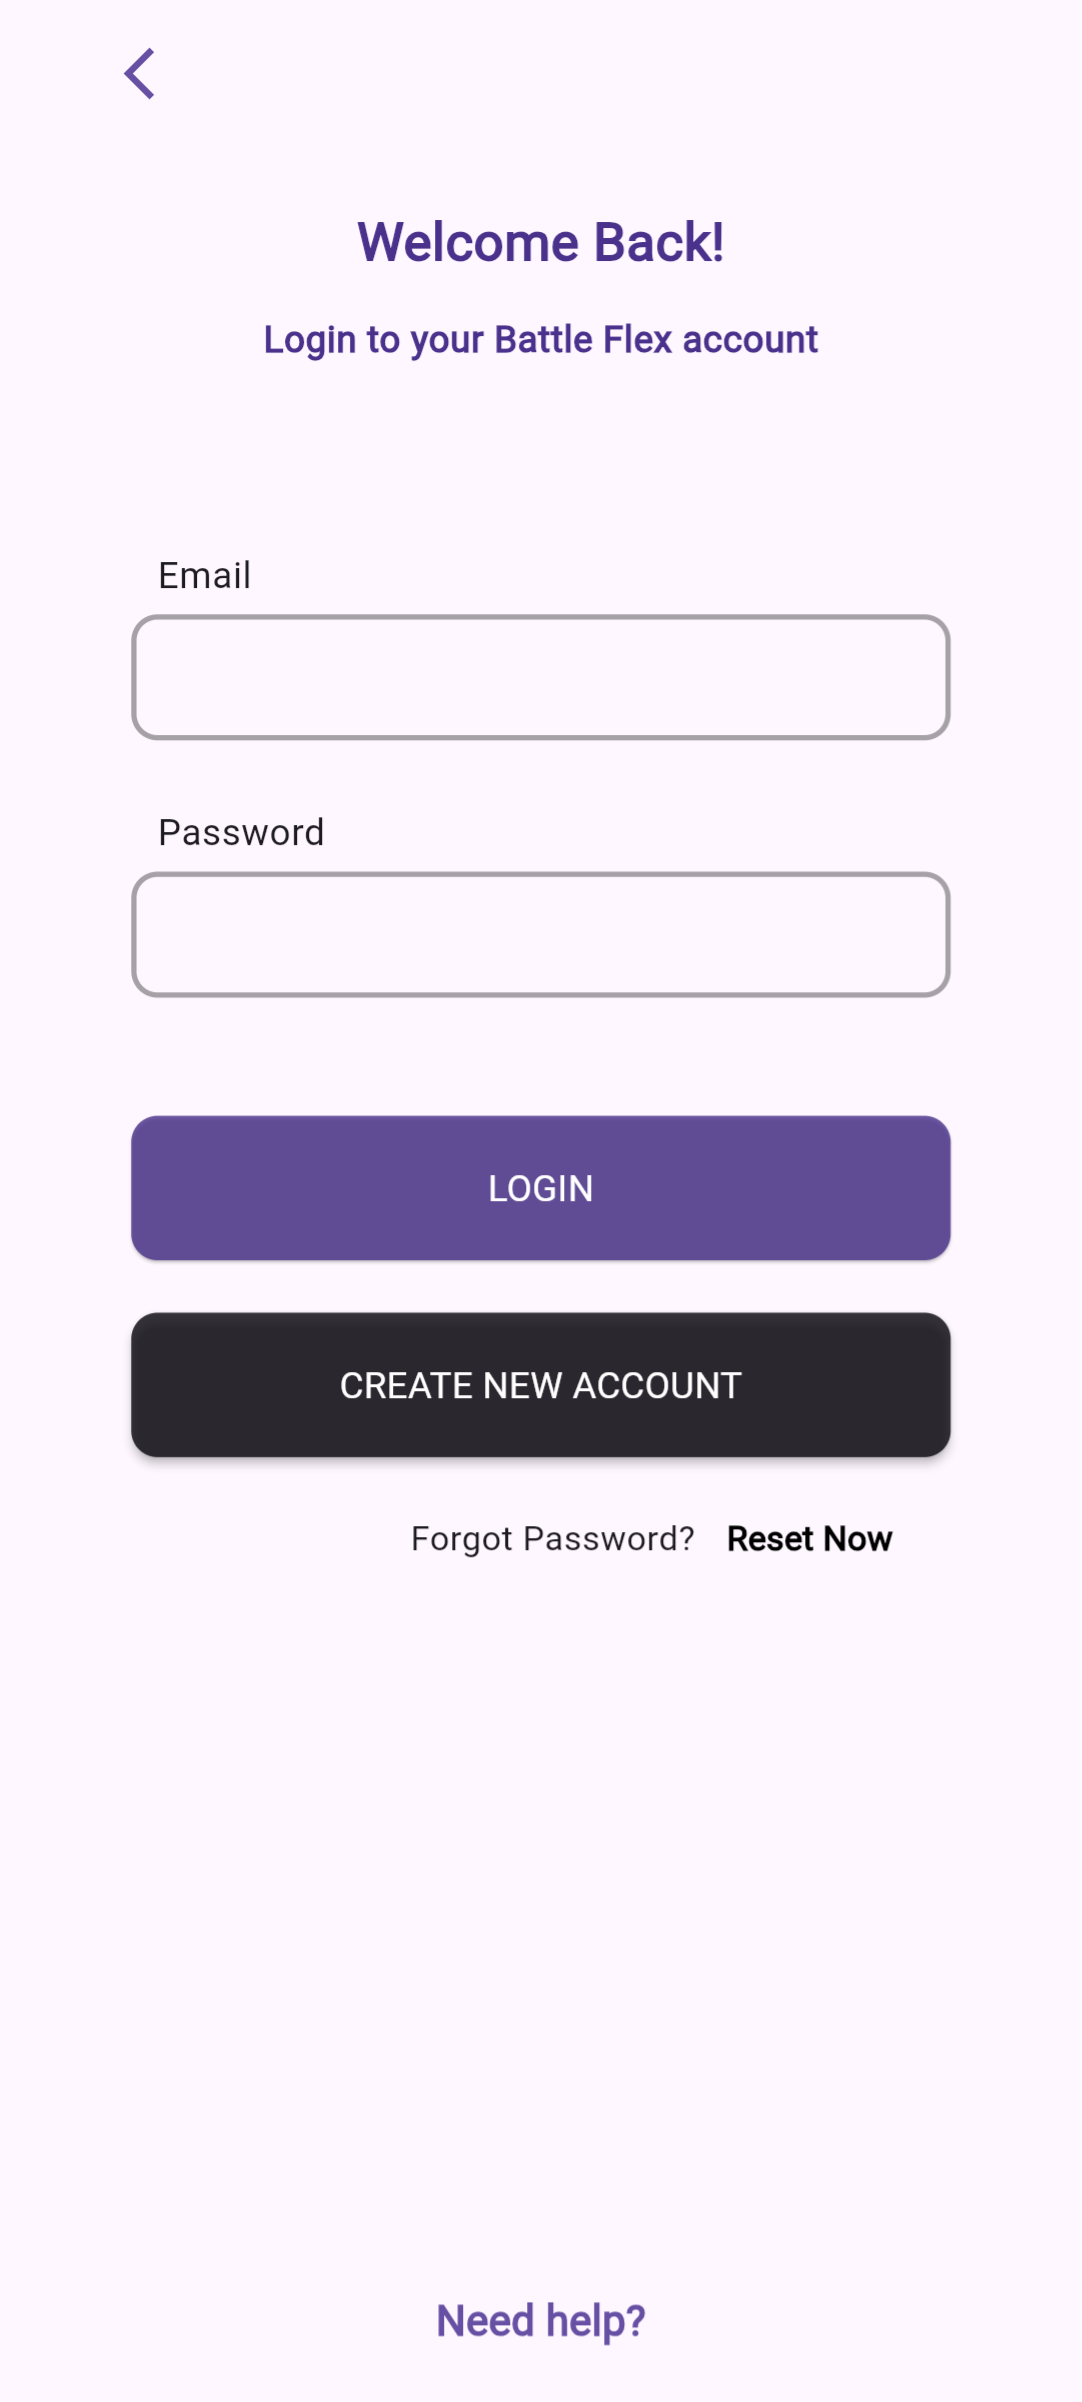 Welcome Back!
Login to your Battle Flex account
Email
Password
LOGIN
CREATE NEW ACCOUNT
Forgot Password? Reset Now
Need help?